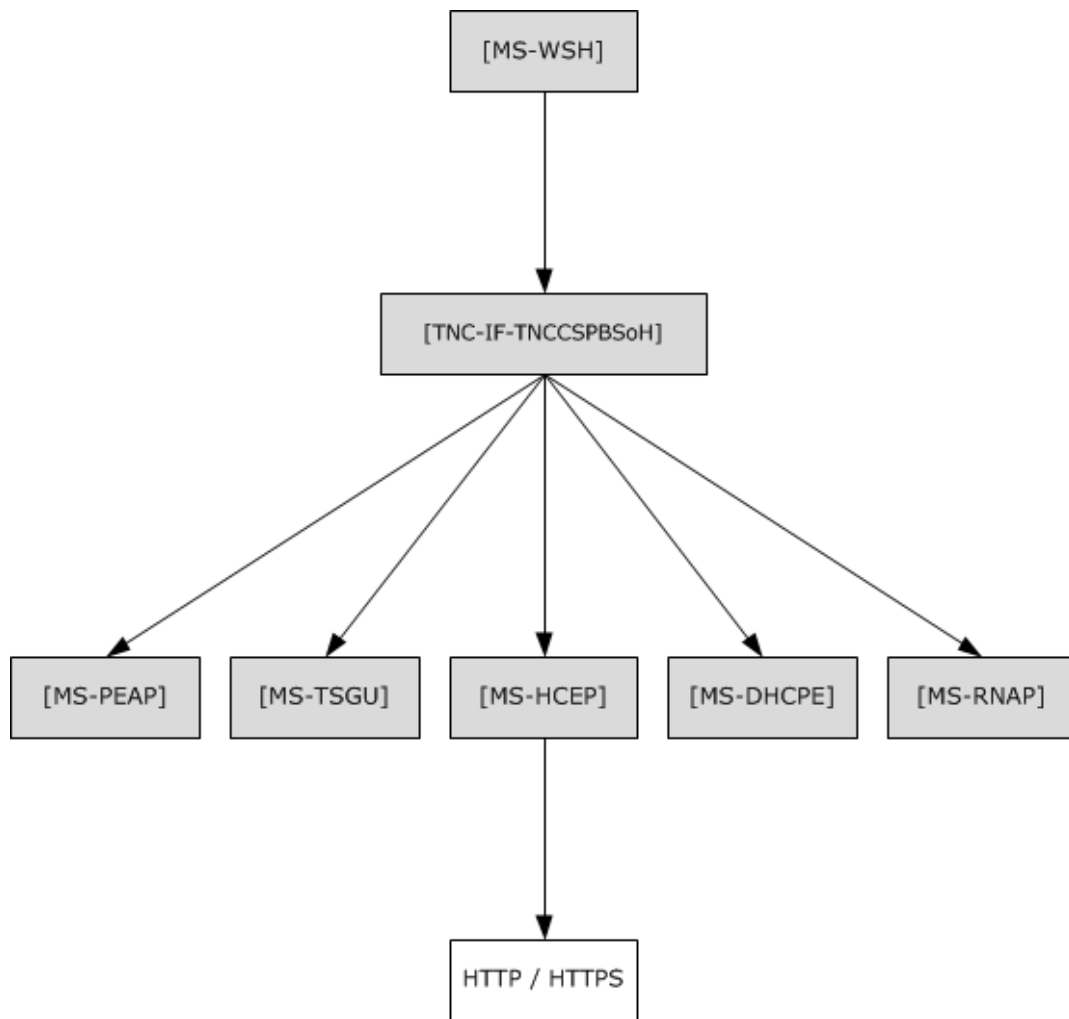 [MS-WSH]
[TNC-IF-TNCCSPBSoH]
[MS-PEAP]
[MS-TSGU]
[MS-HCEP]
[MS-DHCPE]
[MS-RNAP]
HTTP / HTTPS